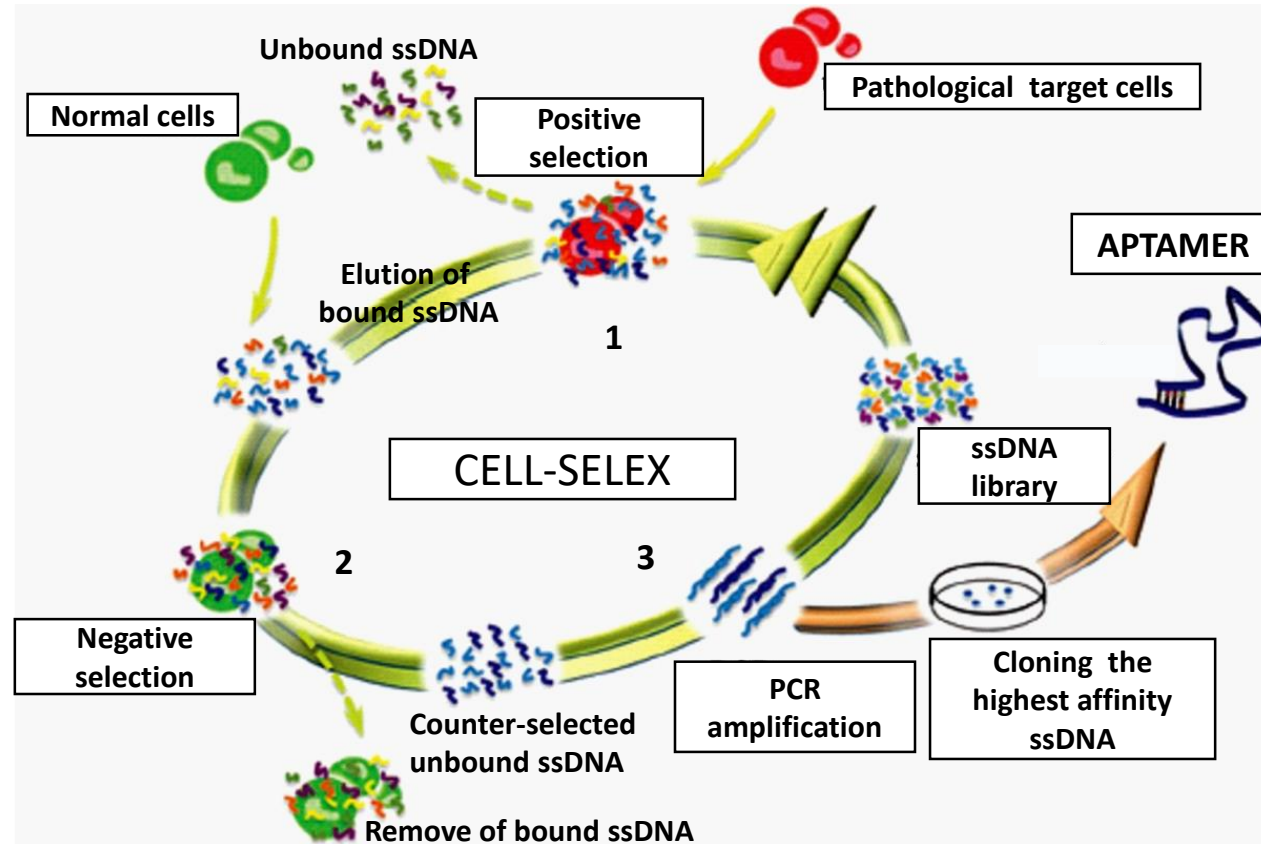 Unbound ssDNA
Normal cells
Positive
selection
Pathological target cells
APTAMER
Elution of
bound ssDNA
1
CELL-SELEX
ssDNA
library
2
3
Negative
selection
Counter-selected
unbound ssDNA
PCR
amplification
Cloning the
highest affinity
ssDNA
Remove of bound ssDNA